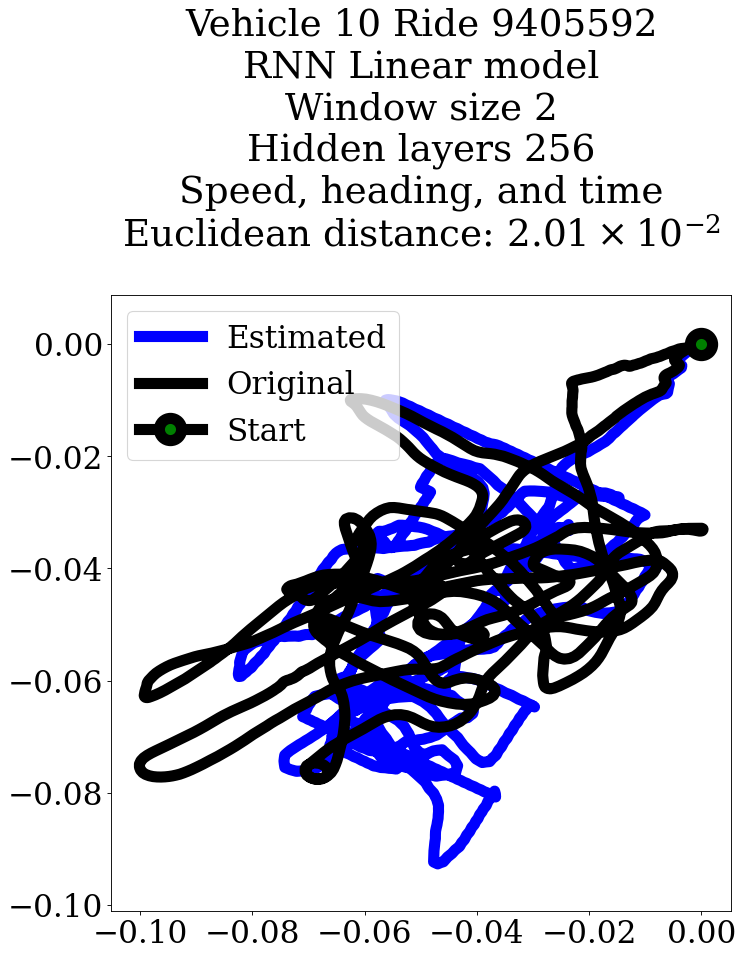 Vehicle 10 Ride 9405592
RNN Linear model
Window size 2
Hidden layers 256
Speed, heading, and time
Euclidean distance: 2.01 × 10⁻²
Estimated
Original
Start
0.00
−0.02
−0.04
−0.06
−0.08
−0.10
−0.10 −0.08 −0.06 −0.04 −0.02 0.00